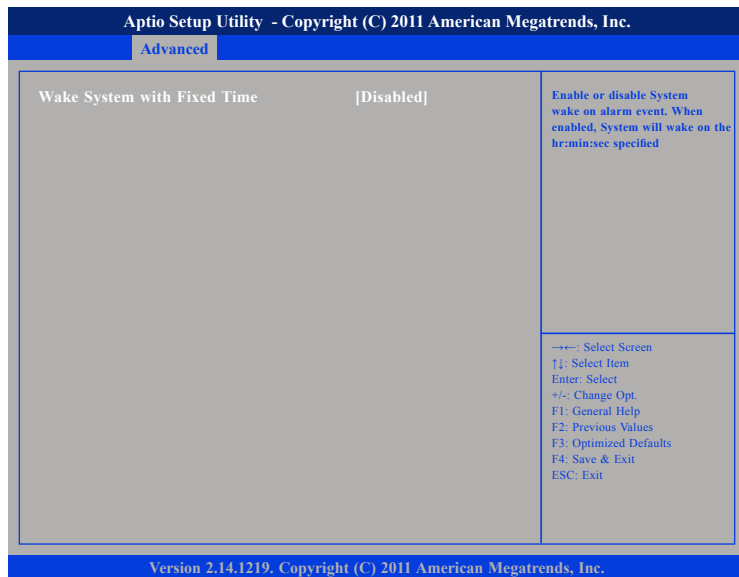 Aptio Setup Utility - Copyright (C) 2011 American Megatrends, Inc.
Advanced
Wake System with Fixed Time [Disabled]
Enable or disable System
wake on alarm event. When
enabled, System will wake on the
hr:min:sec specified
→←: Select Screen
↑↓: Select Item
Enter: Select
+/-: Change Opt.
F1: General Help
F2: Previous Values
F3: Optimized Defaults
F4: Save & Exit
ESC: Exit
Version 2.14.1219. Copyright (C) 2011 American Megatrends, Inc.